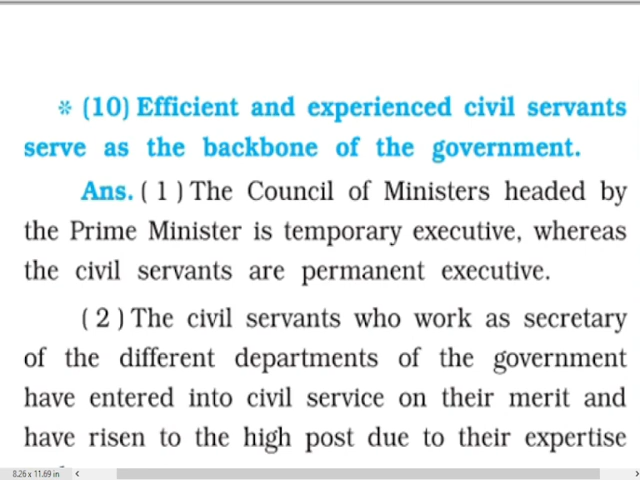 * (10) Efficient and experienced civil servants
serve as the backbone of the government.
Ans. ( 1 ) The Council of Ministers headed by
the Prime Minister is temporary executive, whereas
the civil servants are permanent executive.
( 2 ) The civil servants who work as secretary
of the different departments of the government
have entered into civil service on their merit and
have risen to the high post due to their expertise
8.26 x 11.69 in